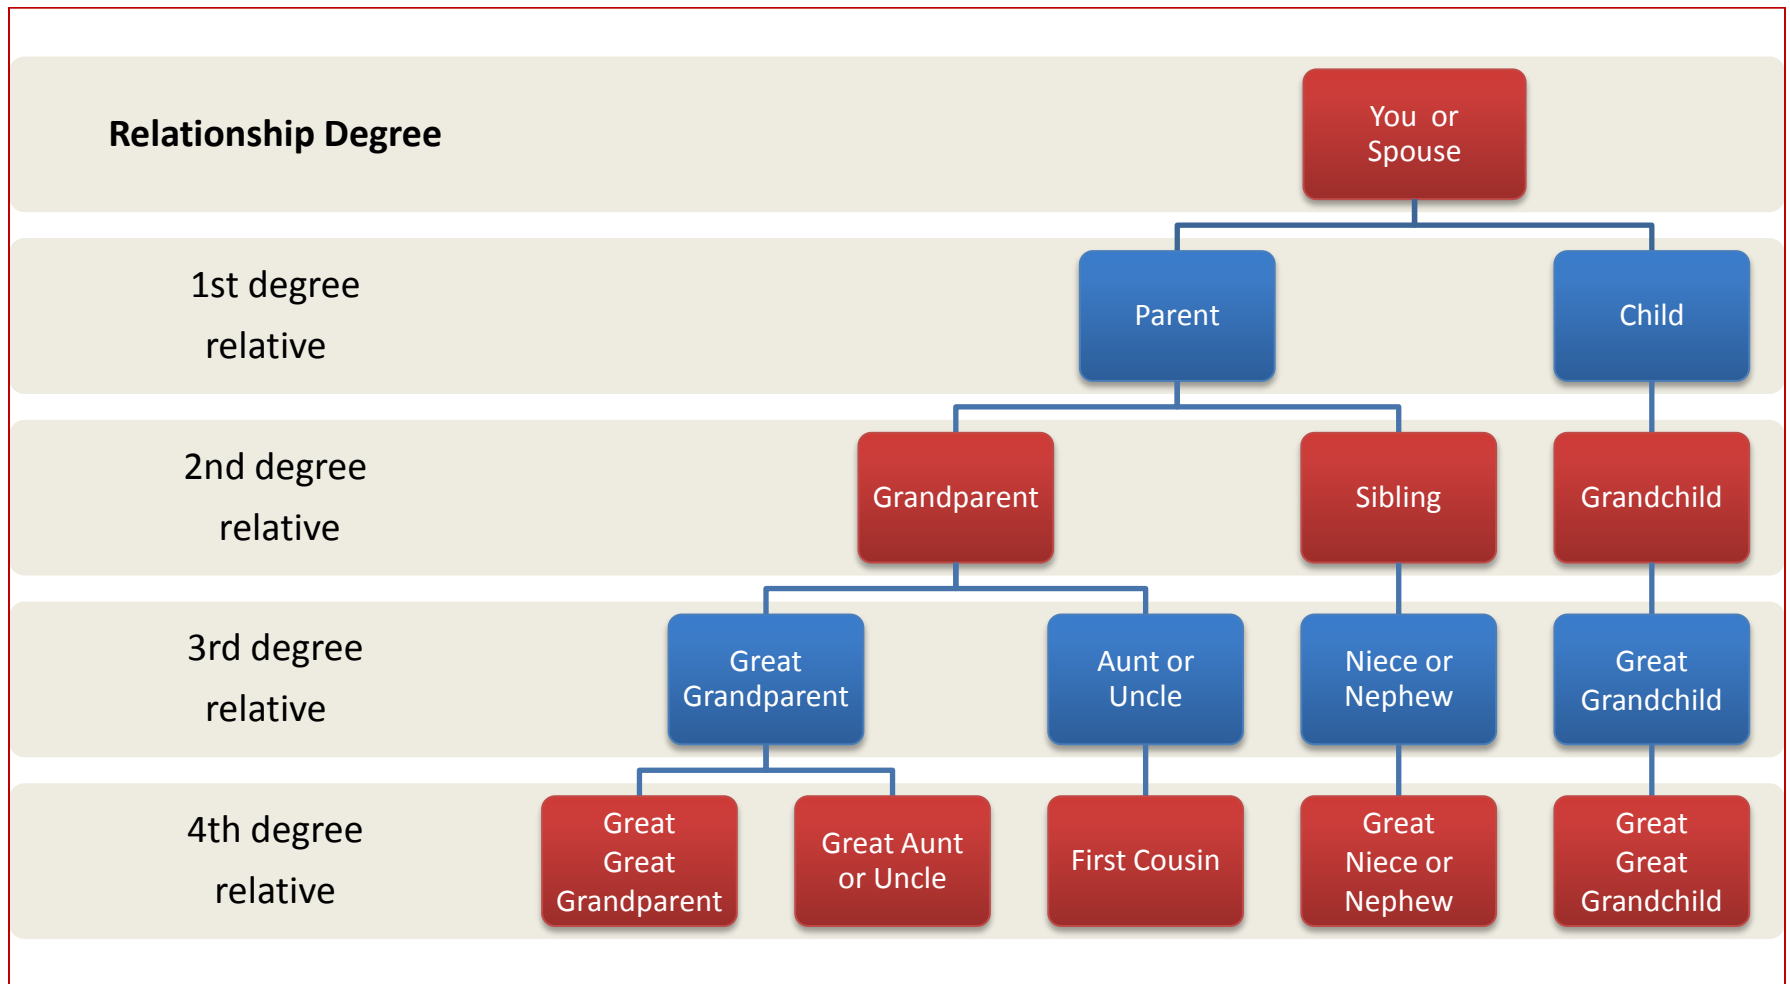 Relationship Degree
You or
Spouse
1st degree
relative
Parent
Child
2nd degree
relative
Grandparent
Sibling
Grandchild
3rd degree
relative
Great
Grandparent
Aunt or
Uncle
Niece or
Nephew
Great
Grandchild
4th degree
relative
Great
Great
Grandparent
Great Aunt
or Uncle
First Cousin
Great
Niece or
Nephew
Great
Great
Grandchild